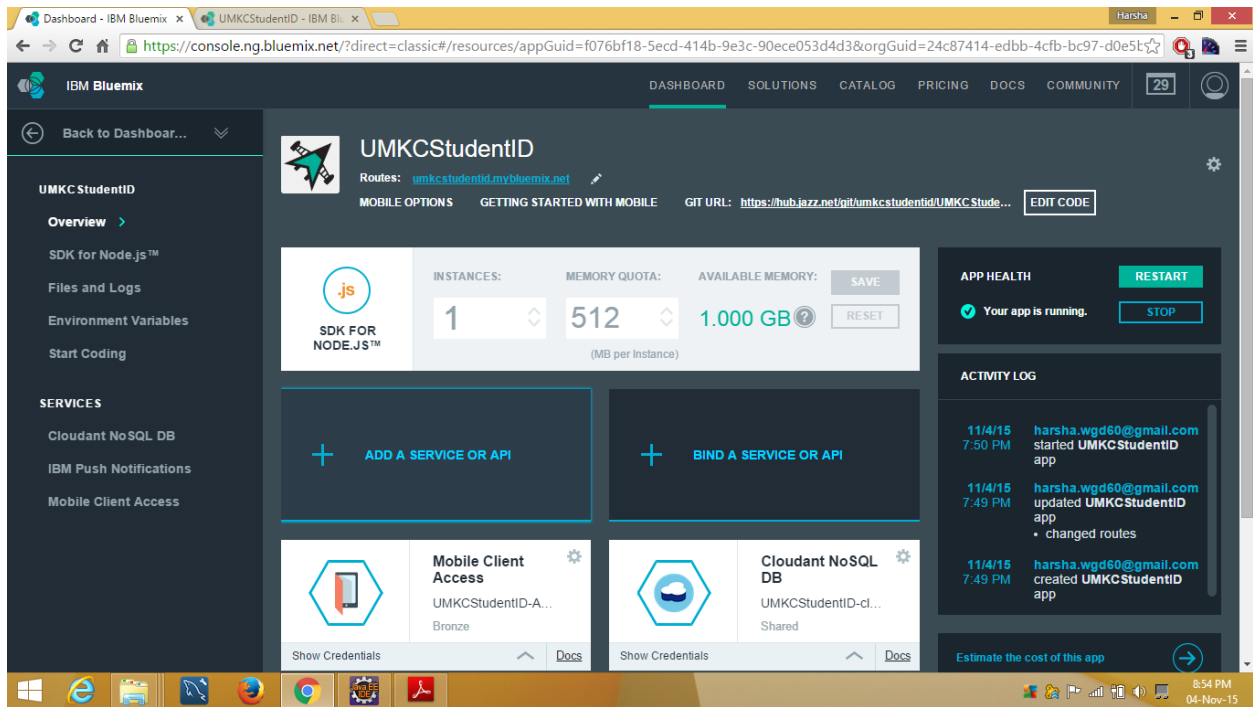 Dashboard - IBM Bluemix
UMKCStudentID - IBM Bl
Harsha
https://console.ng.bluemix.net/?direct=classic#/resources/appGuid=f076bf18-5ecd-414b-9e3c-90ece053d4d3&orgGuid=24c87414-edbb-4cfb-bc97-d0e5
IBM Bluemix
DASHBOARD SOLUTIONS CATALOG PRICING DOCS COMMUNITY 29
Back to Dashboar...
UMKCStudentID
Overview >
SDK for Node.js™
Files and Logs
Environment Variables
Start Coding
SERVICES
Cloudant NoSQL DB
IBM Push Notifications
Mobile Client Access
UMKCStudentID
Routes: umkcstudentid.mybluemix.net
MOBILE OPTIONS GETTING STARTED WITH MOBILE GIT URL: https://hub.jazz.net/git/umkcstudentid/UMKCStude... EDIT CODE
.js
SDK FOR
NODE.JS™
INSTANCES: MEMORY QUOTA: AVAILABLE MEMORY: SAVE
1 512 1.000 GB ? RESET
(MB per Instance)
+ ADD A SERVICE OR API
+ BIND A SERVICE OR API
Mobile Client
Access
UMKCStudentID-A...
Bronze
Show Credentials Docs
Cloudant NoSQL
DB
UMKCStudentID-cl...
Shared
Show Credentials Docs
APP HEALTH RESTART
Your app is running. STOP
ACTIVITY LOG
11/4/15 harsha.wgd60@gmail.com
7:50 PM started UMKCStudentID
app
11/4/15 harsha.wgd60@gmail.com
7:49 PM updated UMKCStudentID
app
• changed routes
11/4/15 harsha.wgd60@gmail.com
7:49 PM created UMKCStudentID
app
Estimate the cost of this app
Java EE
IDE
8:54 PM
04-Nov-15